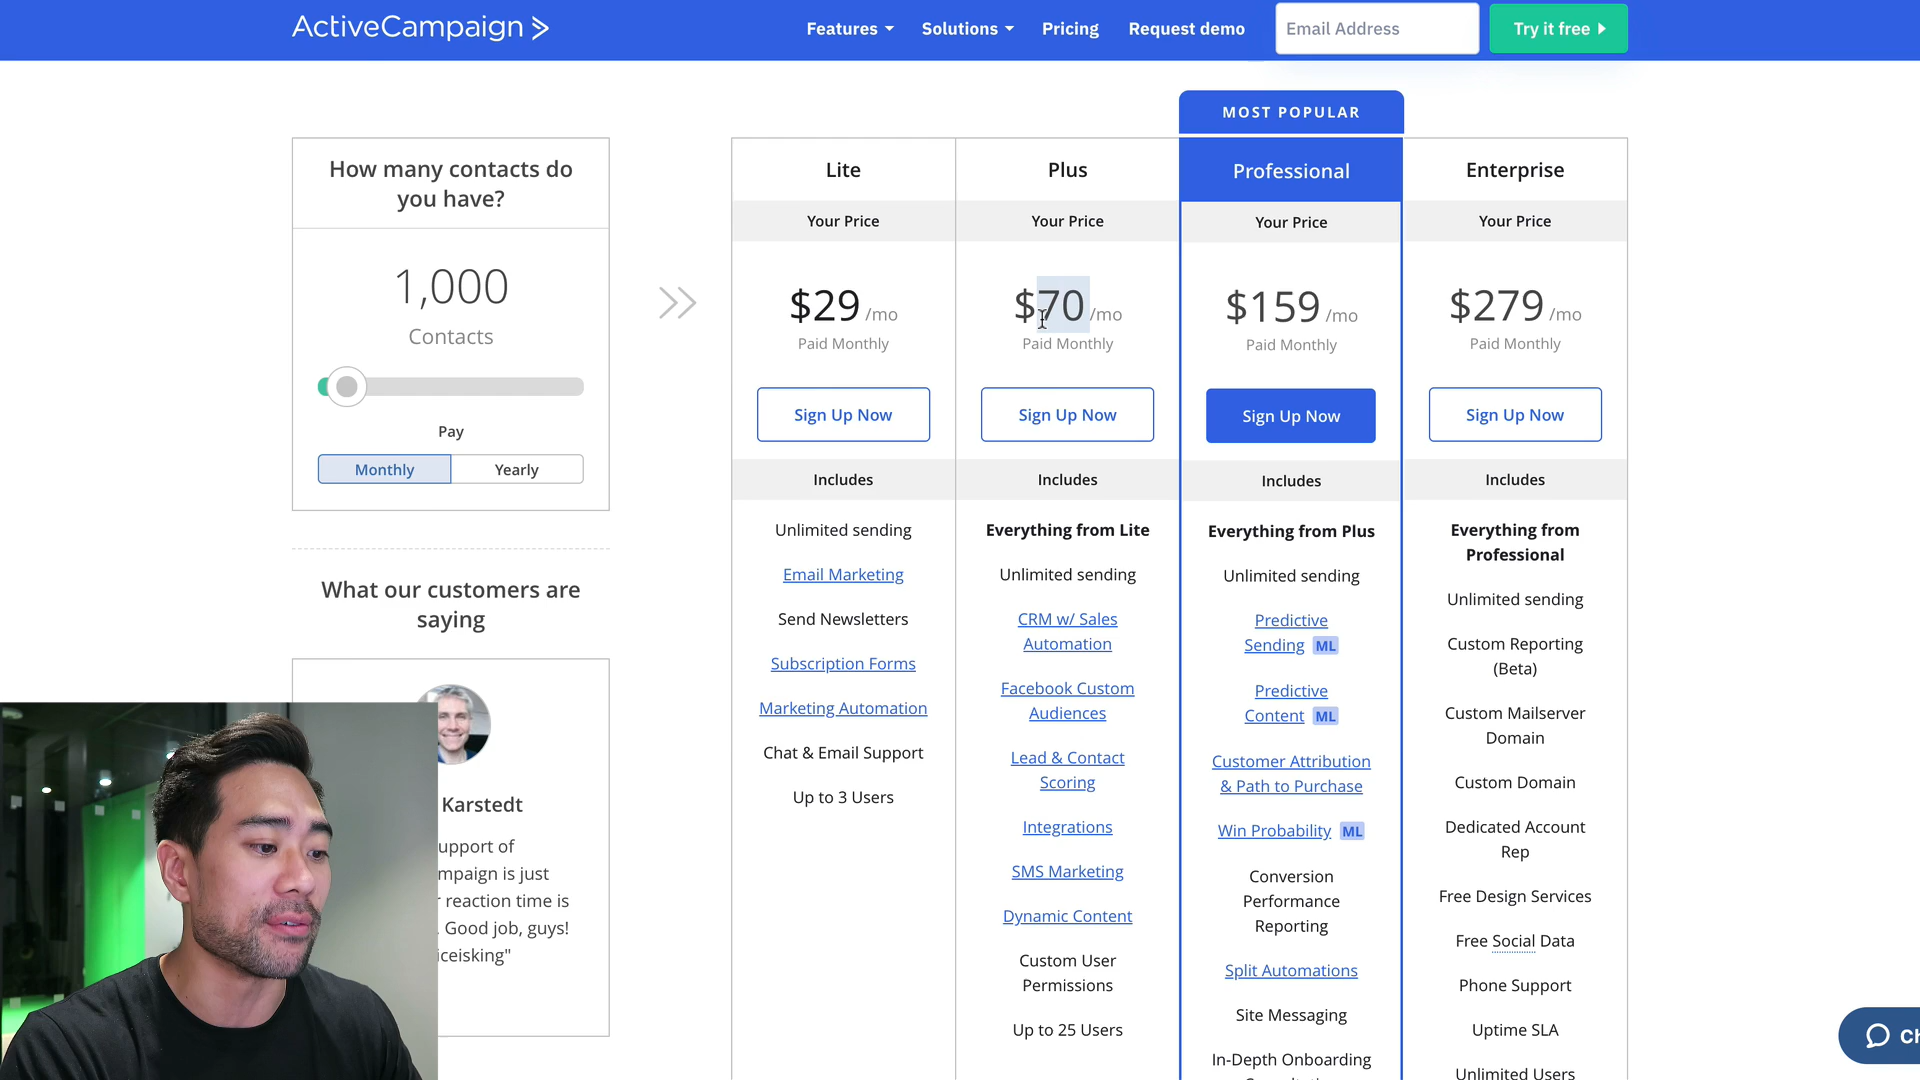 ActiveCampaign
Features
Solutions
Pricing
Request demo
Email Address
Try it free
How many contacts do
you have?
1,000
Contacts
Pay
Monthly
Yearly
What our customers are
saying
Karstedt
upport of
mpaign is just
r reaction time is
. Good job, guys!
iceisking"
MOST POPULAR
Lite
Your Price
$29 /mo
Paid Monthly
Sign Up Now
Includes
Unlimited sending
Email Marketing
Send Newsletters
Subscription Forms
Marketing Automation
Chat & Email Support
Up to 3 Users
Plus
Your Price
$70 /mo
Paid Monthly
Sign Up Now
Includes
Everything from Lite
Unlimited sending
CRM w/ Sales
Automation
Facebook Custom
Audiences
Lead & Contact
Scoring
Integrations
SMS Marketing
Dynamic Content
Custom User
Permissions
Up to 25 Users
Professional
Your Price
$159 /mo
Paid Monthly
Sign Up Now
Includes
Everything from Plus
Unlimited sending
Predictive
Sending ML
Predictive
Content ML
Customer Attribution
& Path to Purchase
Win Probability ML
Conversion
Performance
Reporting
Split Automations
Site Messaging
In-Depth Onboarding
Enterprise
Your Price
$279 /mo
Paid Monthly
Sign Up Now
Includes
Everything from
Professional
Unlimited sending
Custom Reporting
(Beta)
Custom Mailserver
Domain
Custom Domain
Dedicated Account
Rep
Free Design Services
Free Social Data
Phone Support
Uptime SLA
Unlimited Users
Ch